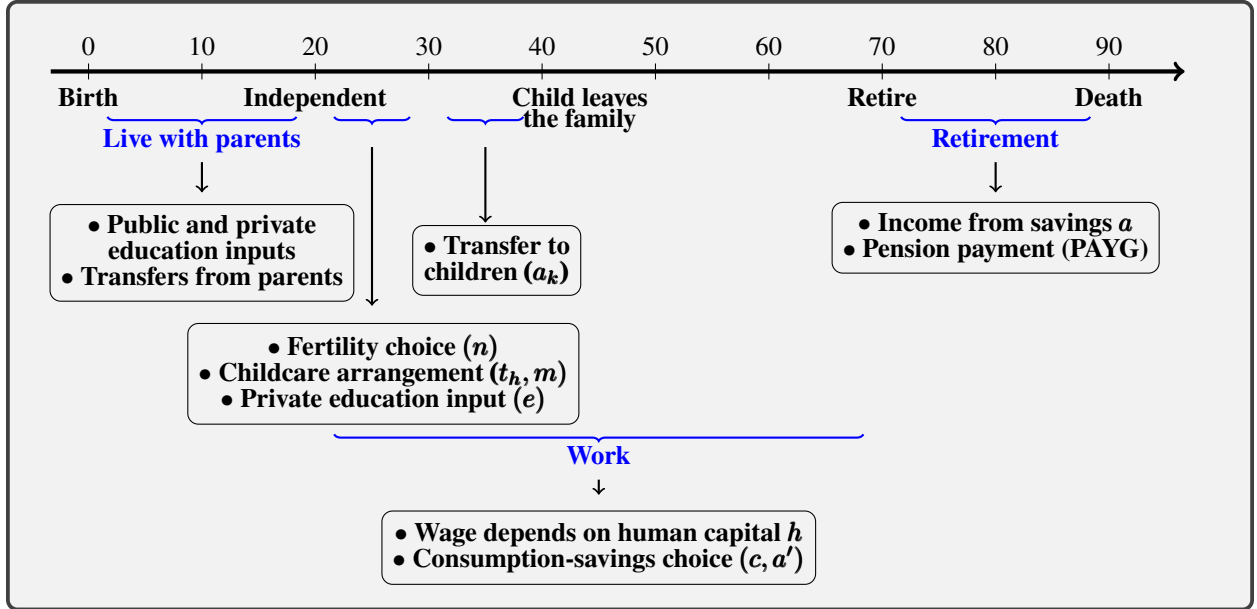 0 10 20 30 40 50 60 70 80 90
Birth Independent Child leaves Retire Death
the family
Live with parents Retirement
• Public and private
education inputs
• Transfers from parents
• Transfer to
children (aₖ)
• Income from savings a
• Pension payment (PAYG)
• Fertility choice (n)
• Childcare arrangement (tₕ, m)
• Private education input (e)
Work
• Wage depends on human capital h
• Consumption-savings choice (c, a′)